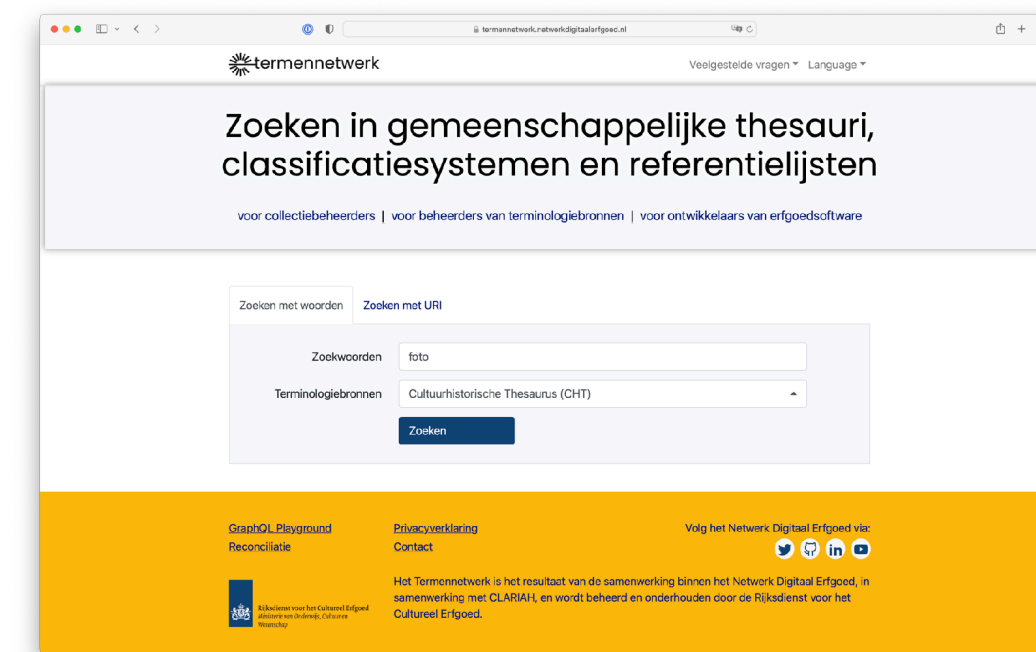 termennetwerk.netwerkdigitaalerfgoed.nl
termennetwerk
Veelgestelde vragen Language
Zoeken in gemeenschappelijke thesauri,
classificatiesystemen en referentielijsten
voor collectiebeheerders | voor beheerders van terminologiebronnen | voor ontwikkelaars van erfgoedsoftware
Zoeken met woorden Zoeken met URI
Zoekwoorden foto
Terminologiebronnen Cultuurhistorische Thesaurus (CHT)
Zoeken
GraphQL Playground Privacyverklaring Volg het Netwerk Digitaal Erfgoed via:
Reconciliatie Contact
Het Termennetwerk is het resultaat van de samenwerking binnen het Netwerk Digitaal Erfgoed, in
samenwerking met CLARIAH, en wordt beheerd en onderhouden door de Rijksdienst voor het
Cultureel Erfgoed.
Rijksdienst voor het Cultureel Erfgoed
Ministerie van Onderwijs, Cultuur en
Wetenschap